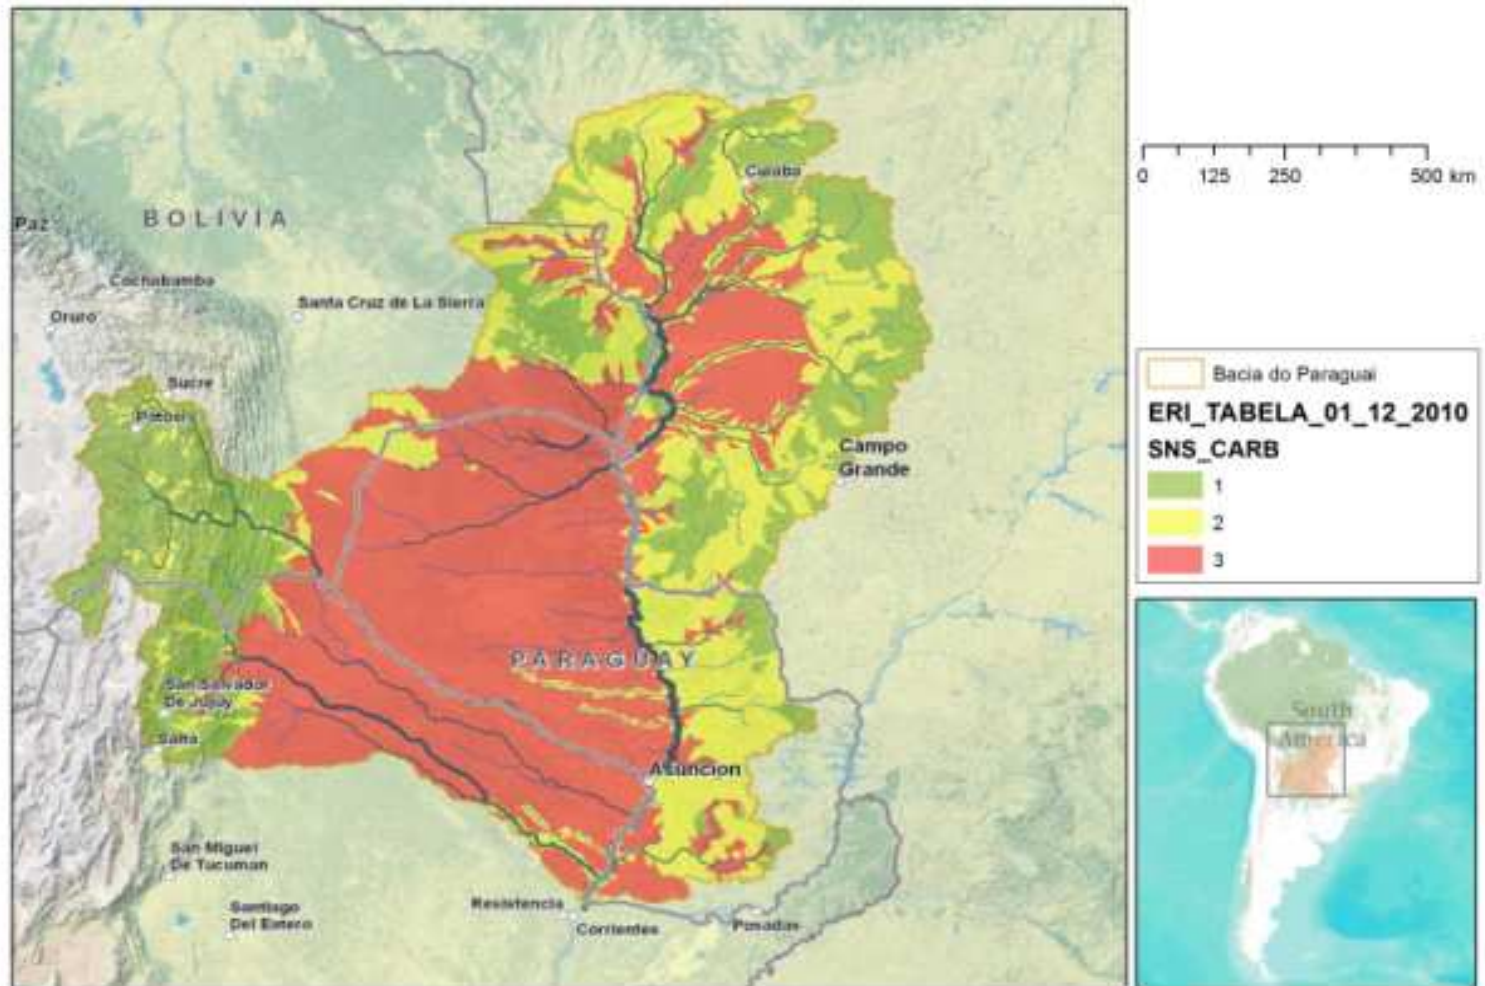 BOLIVIA
Paz
Cochabamba
Oruro
Santa Cruz de La Sierra
Sucre
Potosi
Cuiaba
Campo
Grande
PARAGUAY
San Salvador
De Jujuy
Salta
Asuncion
San Miguel
De Tucuman
Santiago
Del Estero
Resistencia
Corrientes
Posadas
0 125 250 500 km
Bacia do Paraguai
ERI_TABELA_01_12_2010
SNS_CARB
1
2
3
South
America